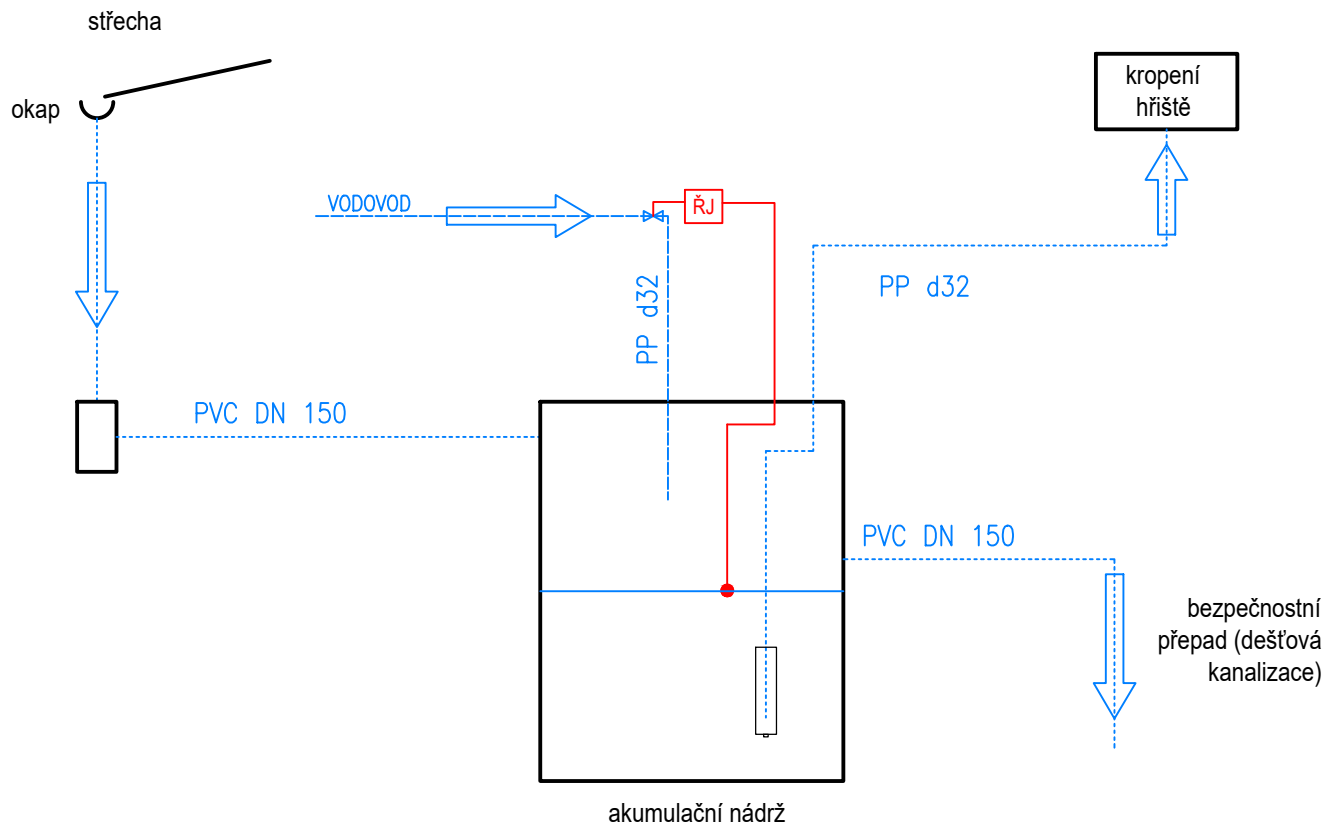 střecha
okap
kropení
hřiště
VODOVOD
ŘJ
PP d32
PP d32
PVC DN 150
PVC DN 150
bezpečnostní
přepad (dešťová
kanalizace)
akumulační nádrž